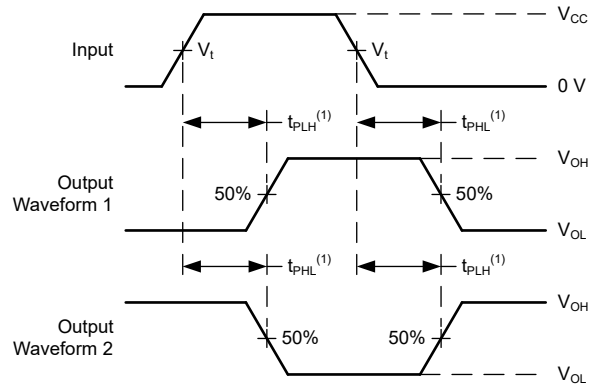 V_CC
Input
V_t
V_t
0 V
t_PLH^(1)
t_PHL^(1)
V_OH
Output
Waveform 1
50%
50%
V_OL
t_PHL^(1)
t_PLH^(1)
V_OH
Output
Waveform 2
50%
50%
V_OL